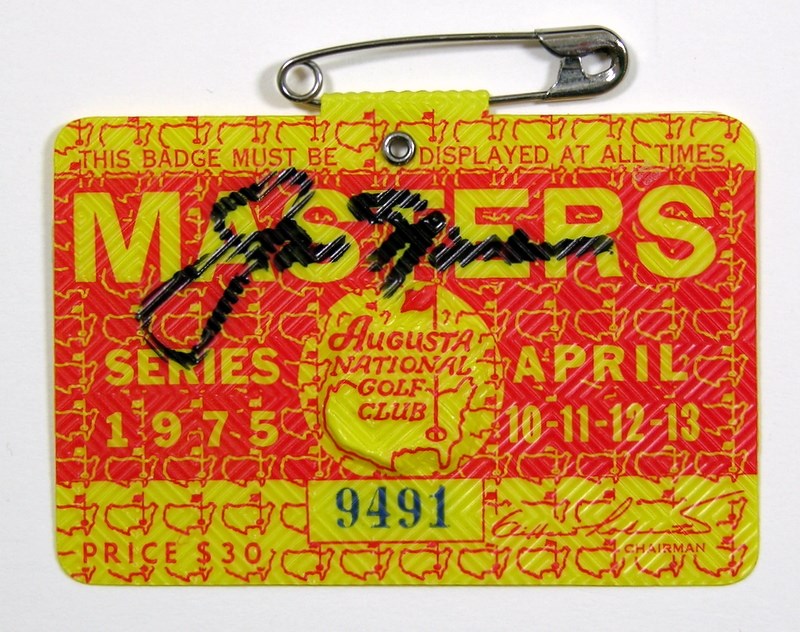 THIS BADGE MUST BE DISPLAYED AT ALL TIMES
MASTERS
AUGUSTA
NATIONAL
GOLF
CLUB
SERIES
1975
APRIL
10-11-12-13
9491
PRICE $30
CHAIRMAN